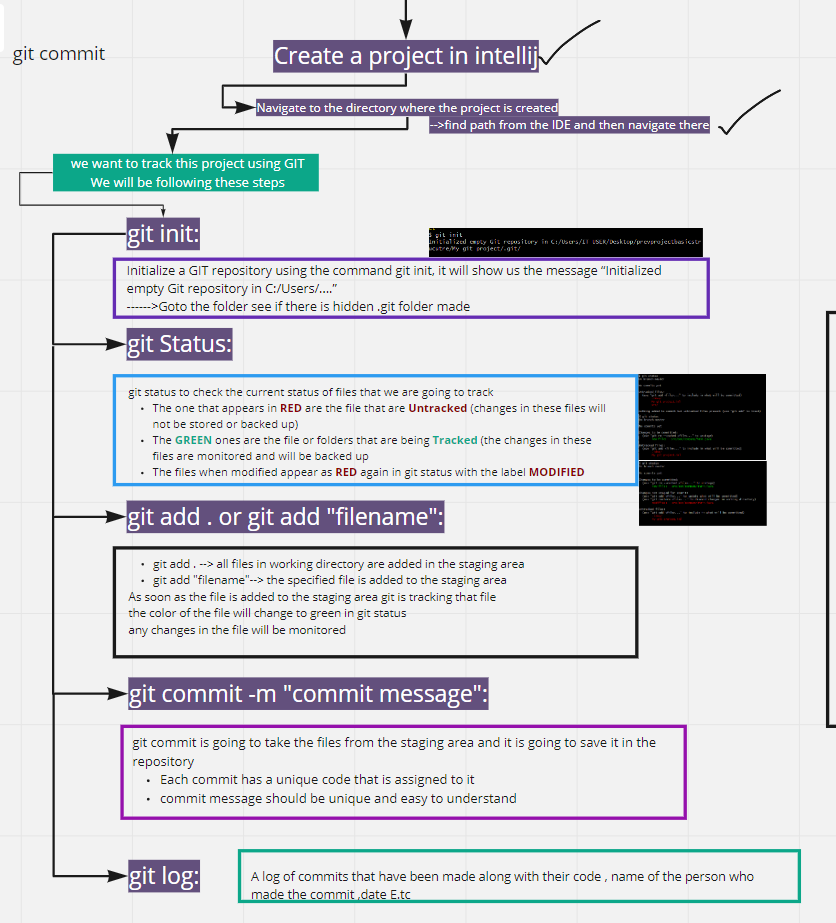 git commit
Create a project in intellij
Navigate to the directory where the project is created
-->find path from the IDE and then navigate there
we want to track this project using GIT
We will be following these steps
git init:
$ git init
Initialized empty Git repository in C:/Users/IT USER/Desktop/prevprojectbasicstr
ucutre/My git project/.git/
Initialize a GIT repository using the command git init, it will show us the message “Initialized
empty Git repository in C:/Users/....”
------>Goto the folder see if there is hidden .git folder made
git Status:
git status to check the current status of files that we are going to track
• The one that appears in RED are the file that are Untracked (changes in these files will
not be stored or backed up)
• The GREEN ones are the file or folders that are being Tracked (the changes in these
files are monitored and will be backed up
• The files when modified appear as RED again in git status with the label MODIFIED
git add . or git add "filename":
• git add . --> all files in working directory are added in the staging area
• git add "filename"--> the specified file is added to the staging area
As soon as the file is added to the staging area git is tracking that file
the color of the file will change to green in git status
any changes in the file will be monitored
git commit -m "commit message":
git commit is going to take the files from the staging area and it is going to save it in the
repository
• Each commit has a unique code that is assigned to it
• commit message should be unique and easy to understand
git log:
A log of commits that have been made along with their code , name of the person who
made the commit ,date E.tc